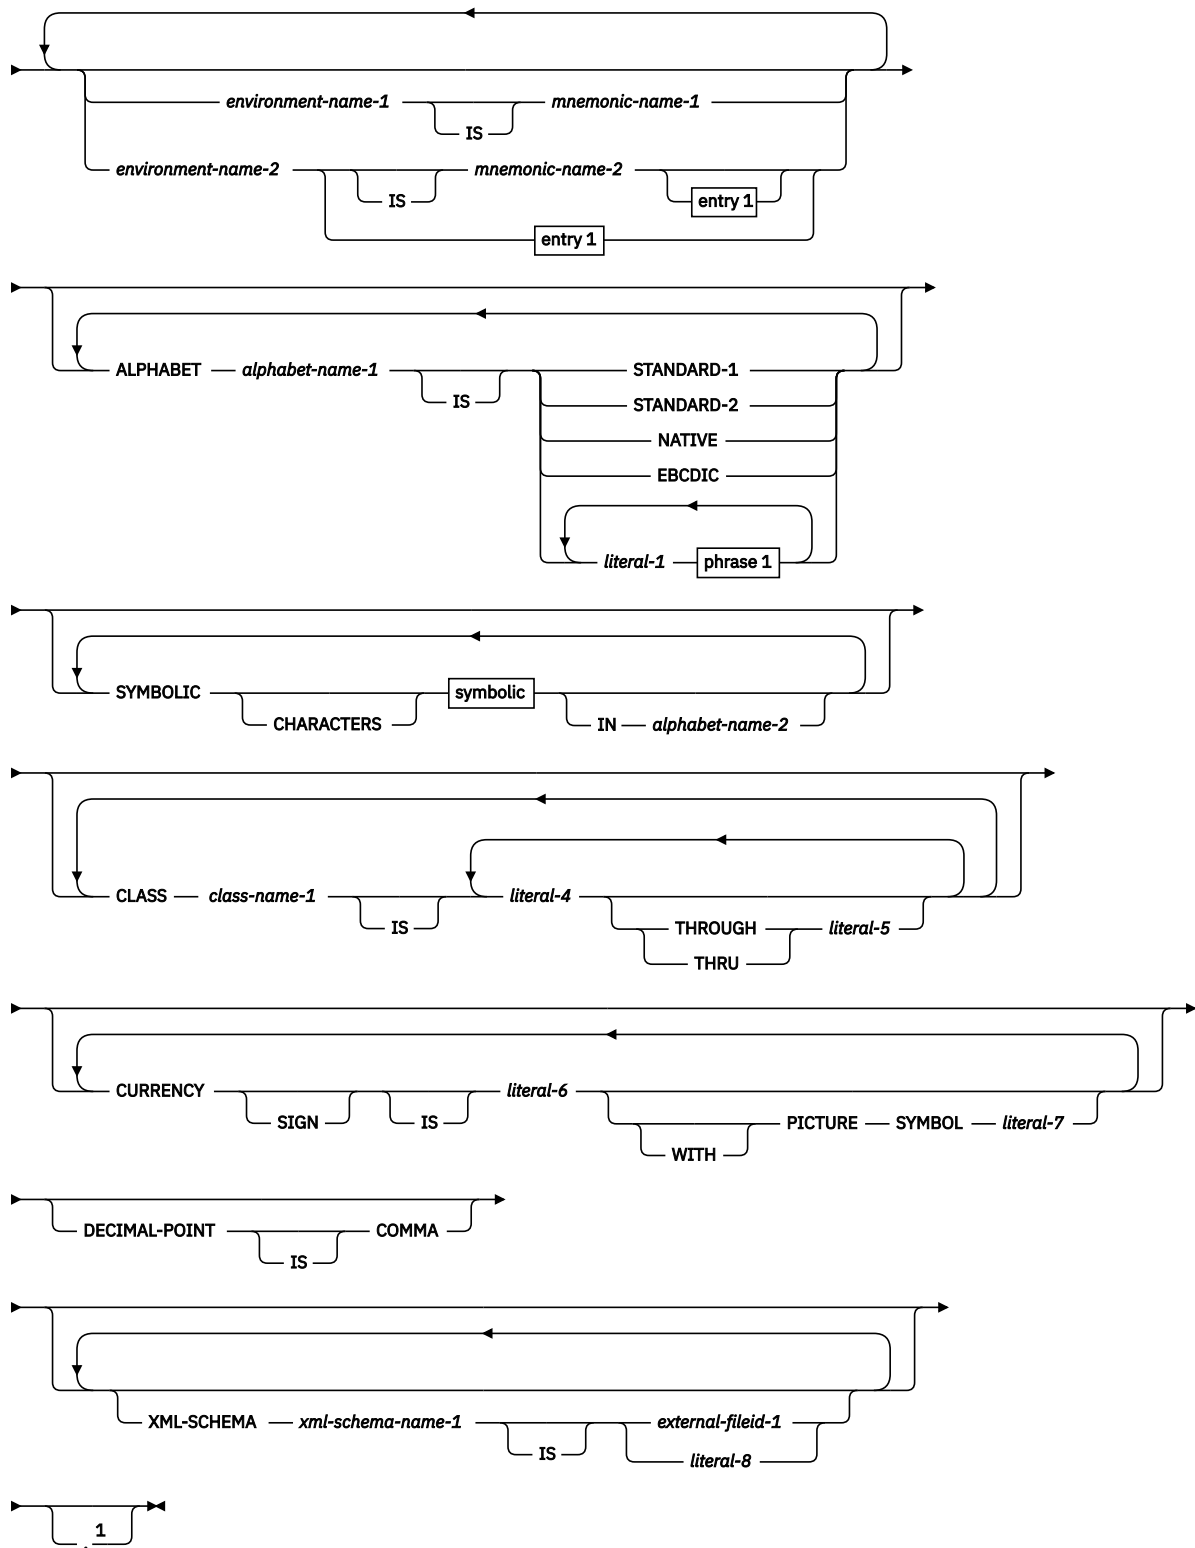 environment-name-1 mnemonic-name-1
IS
environment-name-2 mnemonic-name-2
IS entry 1
entry 1
ALPHABET alphabet-name-1 STANDARD-1
IS STANDARD-2
NATIVE
EBCDIC
literal-1 phrase 1
SYMBOLIC symbolic
CHARACTERS IN alphabet-name-2
CLASS class-name-1 literal-4
IS THROUGH literal-5
THRU
CURRENCY literal-6
SIGN IS PICTURE SYMBOL literal-7
WITH
DECIMAL-POINT COMMA
IS
XML-SCHEMA xml-schema-name-1 external-fileid-1
IS literal-8
1